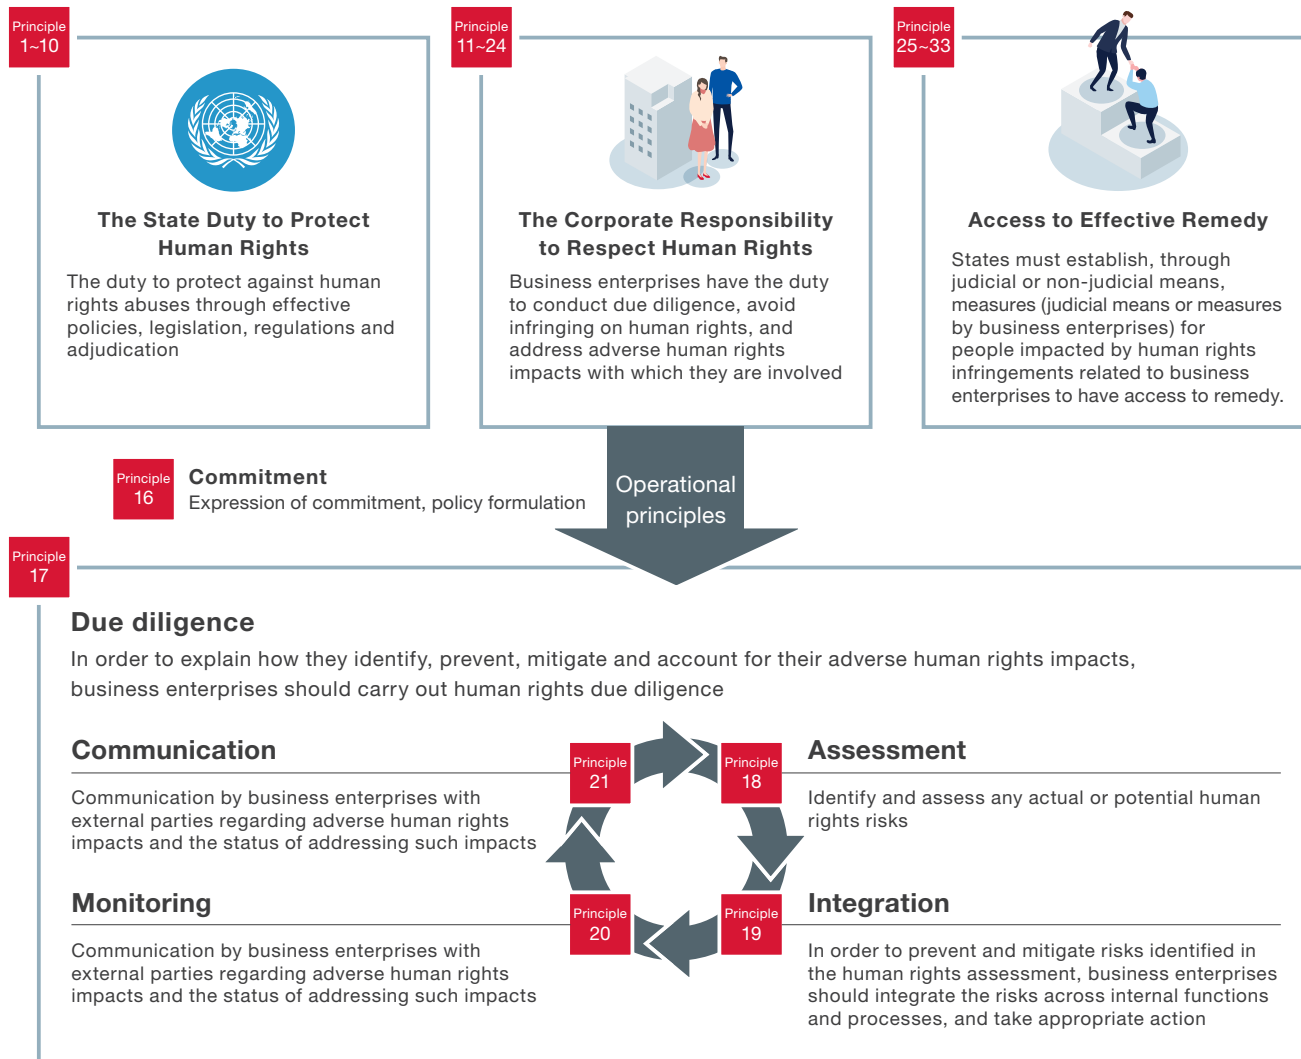 Principle
1~10
The State Duty to Protect
Human Rights
The duty to protect against human
rights abuses through effective
policies, legislation, regulations and
adjudication
Principle
11~24
The Corporate Responsibility
to Respect Human Rights
Business enterprises have the duty
to conduct due diligence, avoid
infringing on human rights, and
address adverse human rights
impacts with which they are involved
Principle
25~33
Access to Effective Remedy
States must establish, through
judicial or non-judicial means,
measures (judicial means or measures
by business enterprises) for
people impacted by human rights
infringements related to business
enterprises to have access to remedy.
Principle
16
Commitment
Expression of commitment, policy formulation
Operational
principles
Principle
17
Due diligence
In order to explain how they identify, prevent, mitigate and account for their adverse human rights impacts,
business enterprises should carry out human rights due diligence
Communication
Communication by business enterprises with
external parties regarding adverse human rights
impacts and the status of addressing such impacts
Principle
21
Principle
18
Assessment
Identify and assess any actual or potential human
rights risks
Monitoring
Communication by business enterprises with
external parties regarding adverse human rights
impacts and the status of addressing such impacts
Principle
20
Principle
19
Integration
In order to prevent and mitigate risks identified in
the human rights assessment, business enterprises
should integrate the risks across internal functions
and processes, and take appropriate action